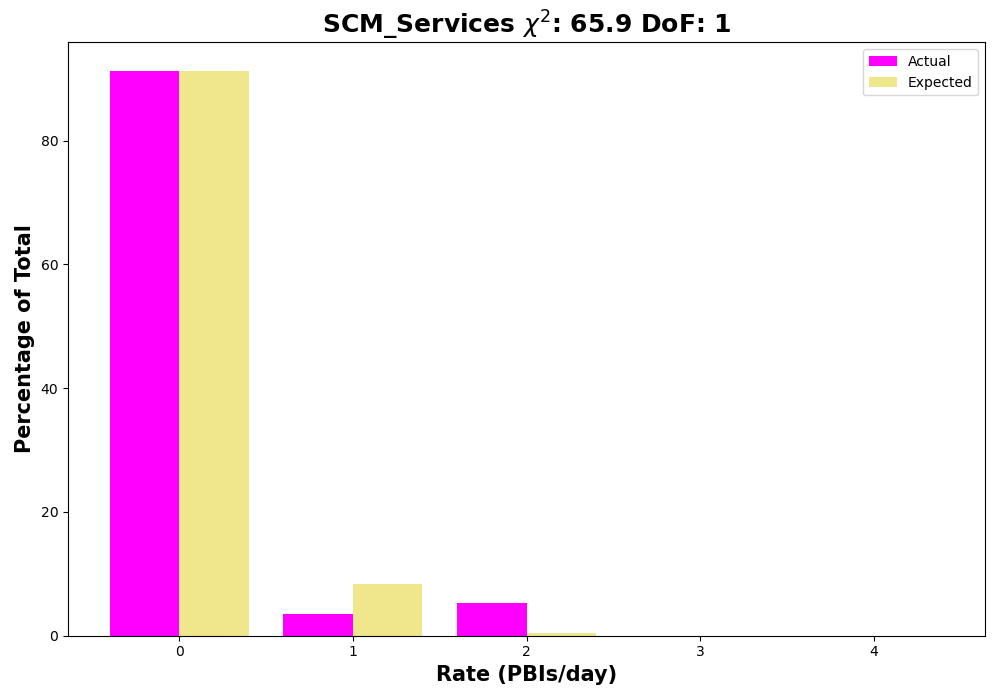 SCM_Services χ²: 65.9 DoF: 1
Actual
Expected
Percentage of Total
80
60
40
20
0
0 1 2 3 4
Rate (PBIs/day)